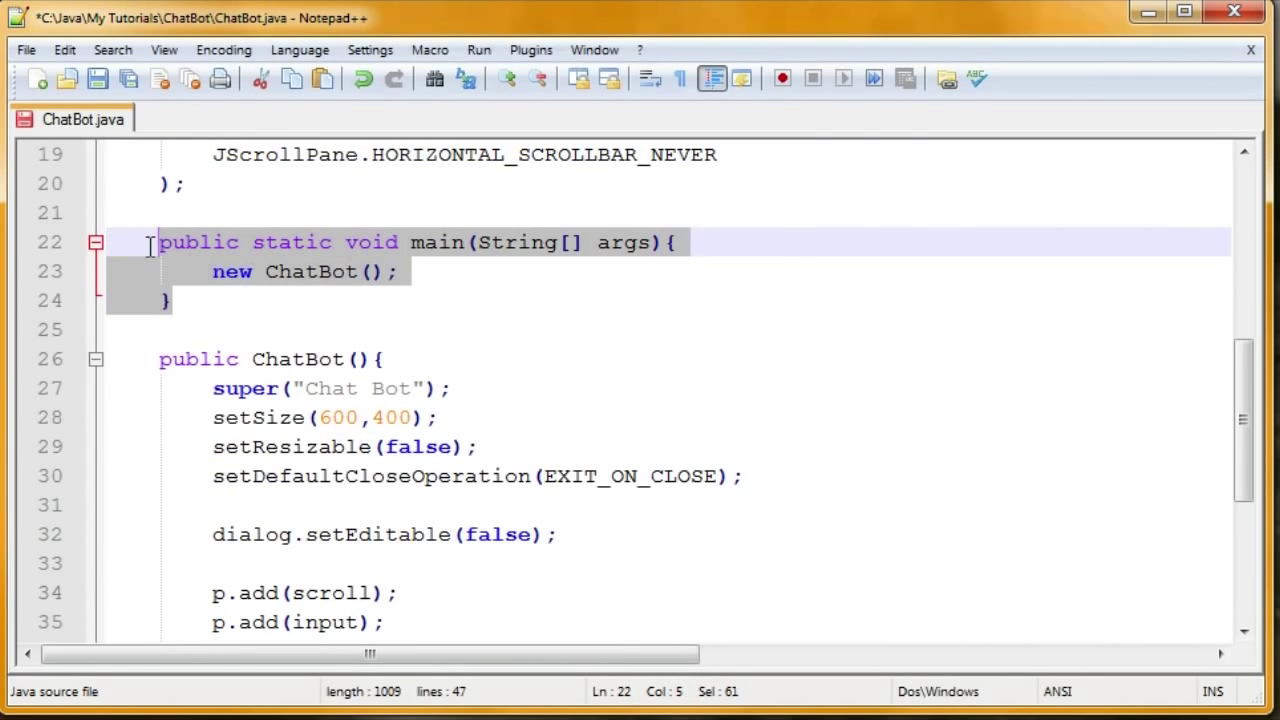 *C:\Java\My Tutorials\ChatBot\ChatBot.java - Notepad++
File Edit Search View Encoding Language Settings Macro Run Plugins Window ? X
ABC
ChatBot.java
19 JScrollPane.HORIZONTAL_SCROLLBAR_NEVER
20 );
21
22 public static void main(String[] args){
23 new ChatBot();
24 }
25
26 public ChatBot(){
27 super("Chat Bot");
28 setSize(600,400);
29 setResizable(false);
30 setDefaultCloseOperation(EXIT_ON_CLOSE);
31
32 dialog.setEditable(false);
33
34 p.add(scroll);
35 p.add(input);
Java source file length : 1009 lines : 47 Ln : 22 Col : 5 Sel : 61 Dos\Windows ANSI INS